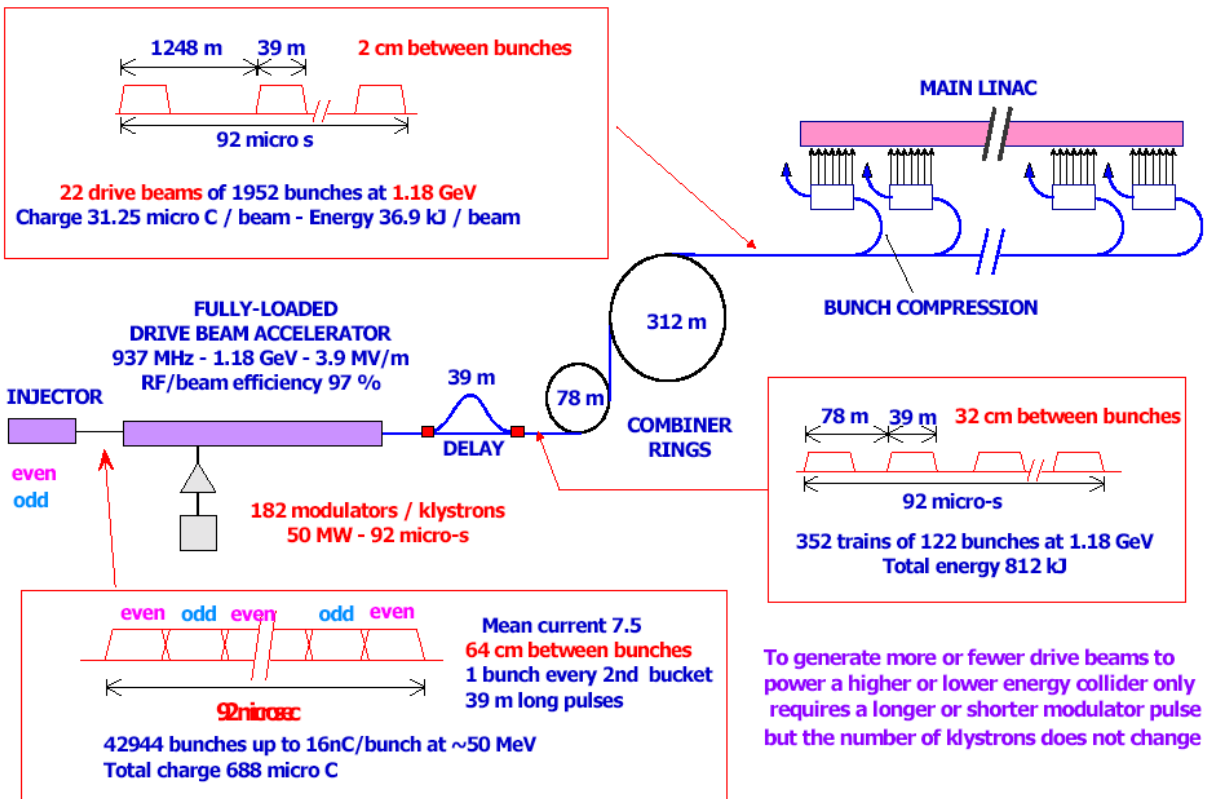 1248 m 39 m 2 cm between bunches
92 micro s
22 drive beams of 1952 bunches at 1.18 GeV
Charge 31.25 micro C / beam - Energy 36.9 kJ / beam
MAIN LINAC
BUNCH COMPRESSION
FULLY-LOADED
DRIVE BEAM ACCELERATOR
937 MHz - 1.18 GeV - 3.9 MV/m
RF/beam efficiency 97 %
INJECTOR
even
odd
39 m
DELAY
78 m
312 m
COMBINER
RINGS
182 modulators / klystrons
50 MW - 92 micro-s
78 m 39 m 32 cm between bunches
92 micro-s
352 trains of 122 bunches at 1.18 GeV
Total energy 812 kJ
even odd even odd even
Mean current 7.5
64 cm between bunches
1 bunch every 2nd bucket
39 m long pulses
42944 bunches up to 16nC/bunch at ~50 MeV
Total charge 688 micro C
To generate more or fewer drive beams to
power a higher or lower energy collider only
requires a longer or shorter modulator pulse
but the number of klystrons does not change